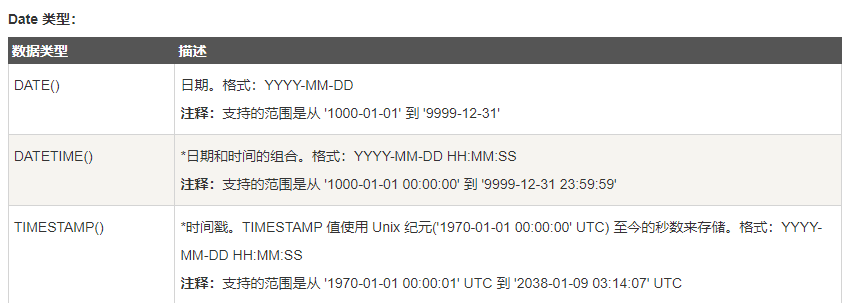 Date 类型：
数据类型 描述
DATE() 日期。格式：YYYY-MM-DD
注释：支持的范围是从 '1000-01-01' 到 '9999-12-31'
DATETIME() *日期和时间的组合。格式：YYYY-MM-DD HH:MM:SS
注释：支持的范围是从 '1000-01-01 00:00:00' 到 '9999-12-31 23:59:59'
TIMESTAMP() *时间戳。TIMESTAMP 值使用 Unix 纪元('1970-01-01 00:00:00' UTC) 至今的秒数来存储。格式：YYYY-
MM-DD HH:MM:SS
注释：支持的范围是从 '1970-01-01 00:00:01' UTC 到 '2038-01-09 03:14:07' UTC